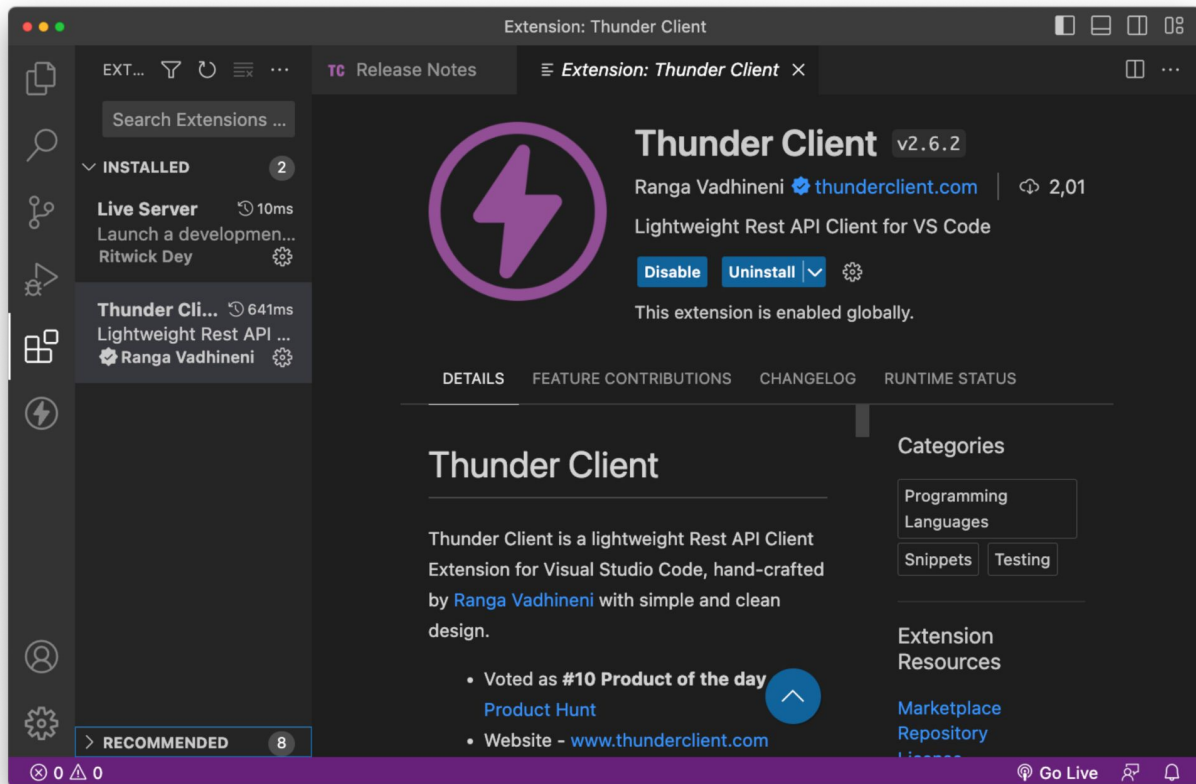 Extension: Thunder Client
EXT...
TC Release Notes
Extension: Thunder Client
Search Extensions ...
INSTALLED 2
Live Server 10ms
Launch a developmen...
Ritwick Dey
Thunder Cli... 641ms
Lightweight Rest API ...
Ranga Vadhineni
RECOMMENDED 8
Thunder Client v2.6.2
Ranga Vadhineni thunderclient.com 2,01
Lightweight Rest API Client for VS Code
Disable Uninstall
This extension is enabled globally.
DETAILS FEATURE CONTRIBUTIONS CHANGELOG RUNTIME STATUS
Thunder Client
Thunder Client is a lightweight Rest API Client
Extension for Visual Studio Code, hand-crafted
by Ranga Vadhineni with simple and clean
design.
• Voted as #10 Product of the day
Product Hunt
• Website - www.thunderclient.com
Categories
Programming
Languages
Snippets Testing
Extension
Resources
Marketplace
Repository
0 0
Go Live